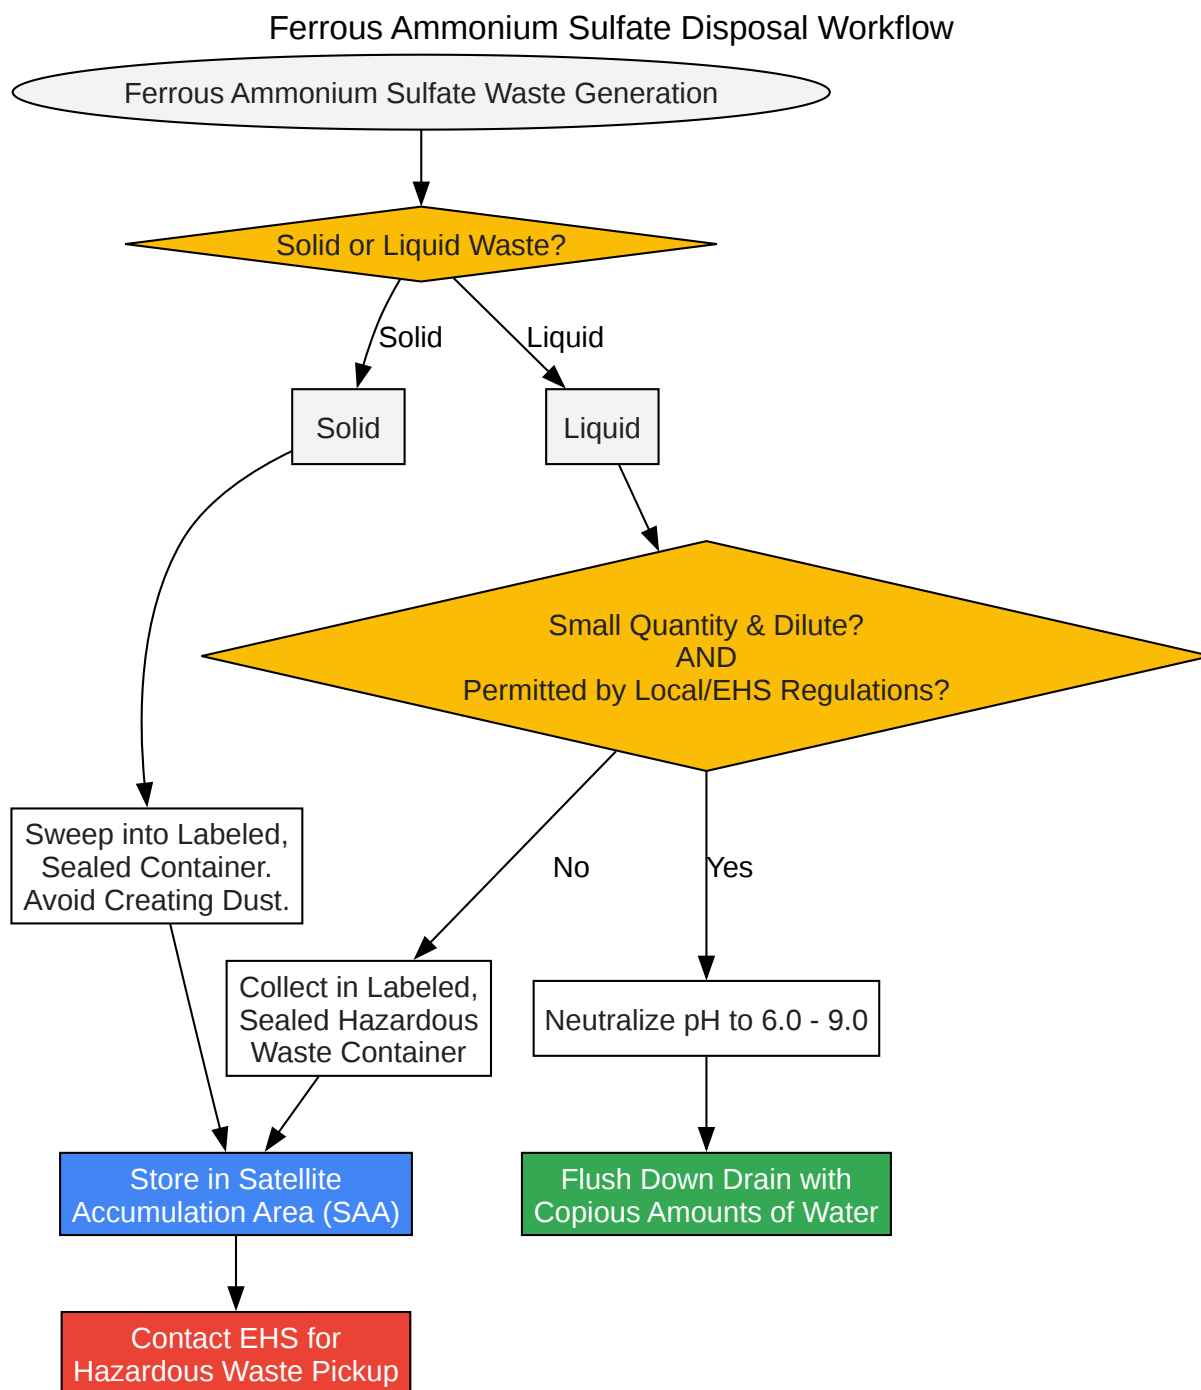 Ferrous Ammonium Sulfate Disposal Workflow
Ferrous Ammonium Sulfate Waste Generation
Solid or Liquid Waste?
Solid
Liquid
Solid
Liquid
Small Quantity & Dilute?
AND
Permitted by Local/EHS Regulations?
Sweep into Labeled,
Sealed Container.
Avoid Creating Dust.
No
Yes
Collect in Labeled,
Sealed Hazardous
Waste Container
Neutralize pH to 6.0 - 9.0
Store in Satellite
Accumulation Area (SAA)
Flush Down Drain with
Copious Amounts of Water
Contact EHS for
Hazardous Waste Pickup